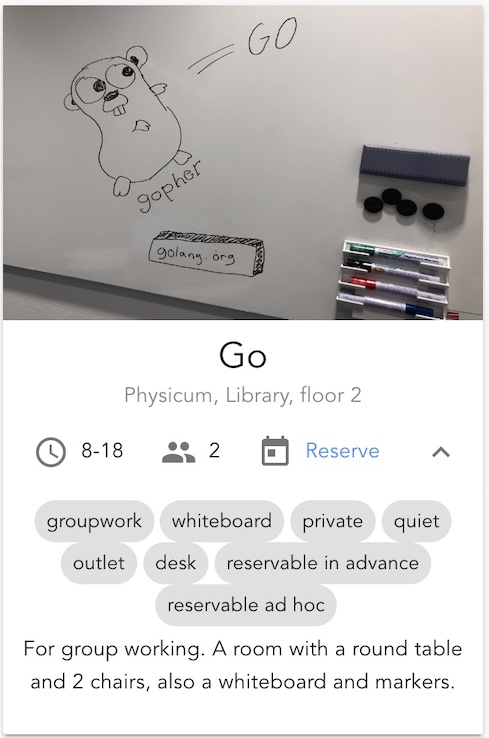 GO
gopher
golang.org
Go
Physicum, Library, floor 2
8-18 2 Reserve
groupwork whiteboard private quiet
outlet desk reservable in advance
reservable ad hoc
For group working. A room with a round table
and 2 chairs, also a whiteboard and markers.